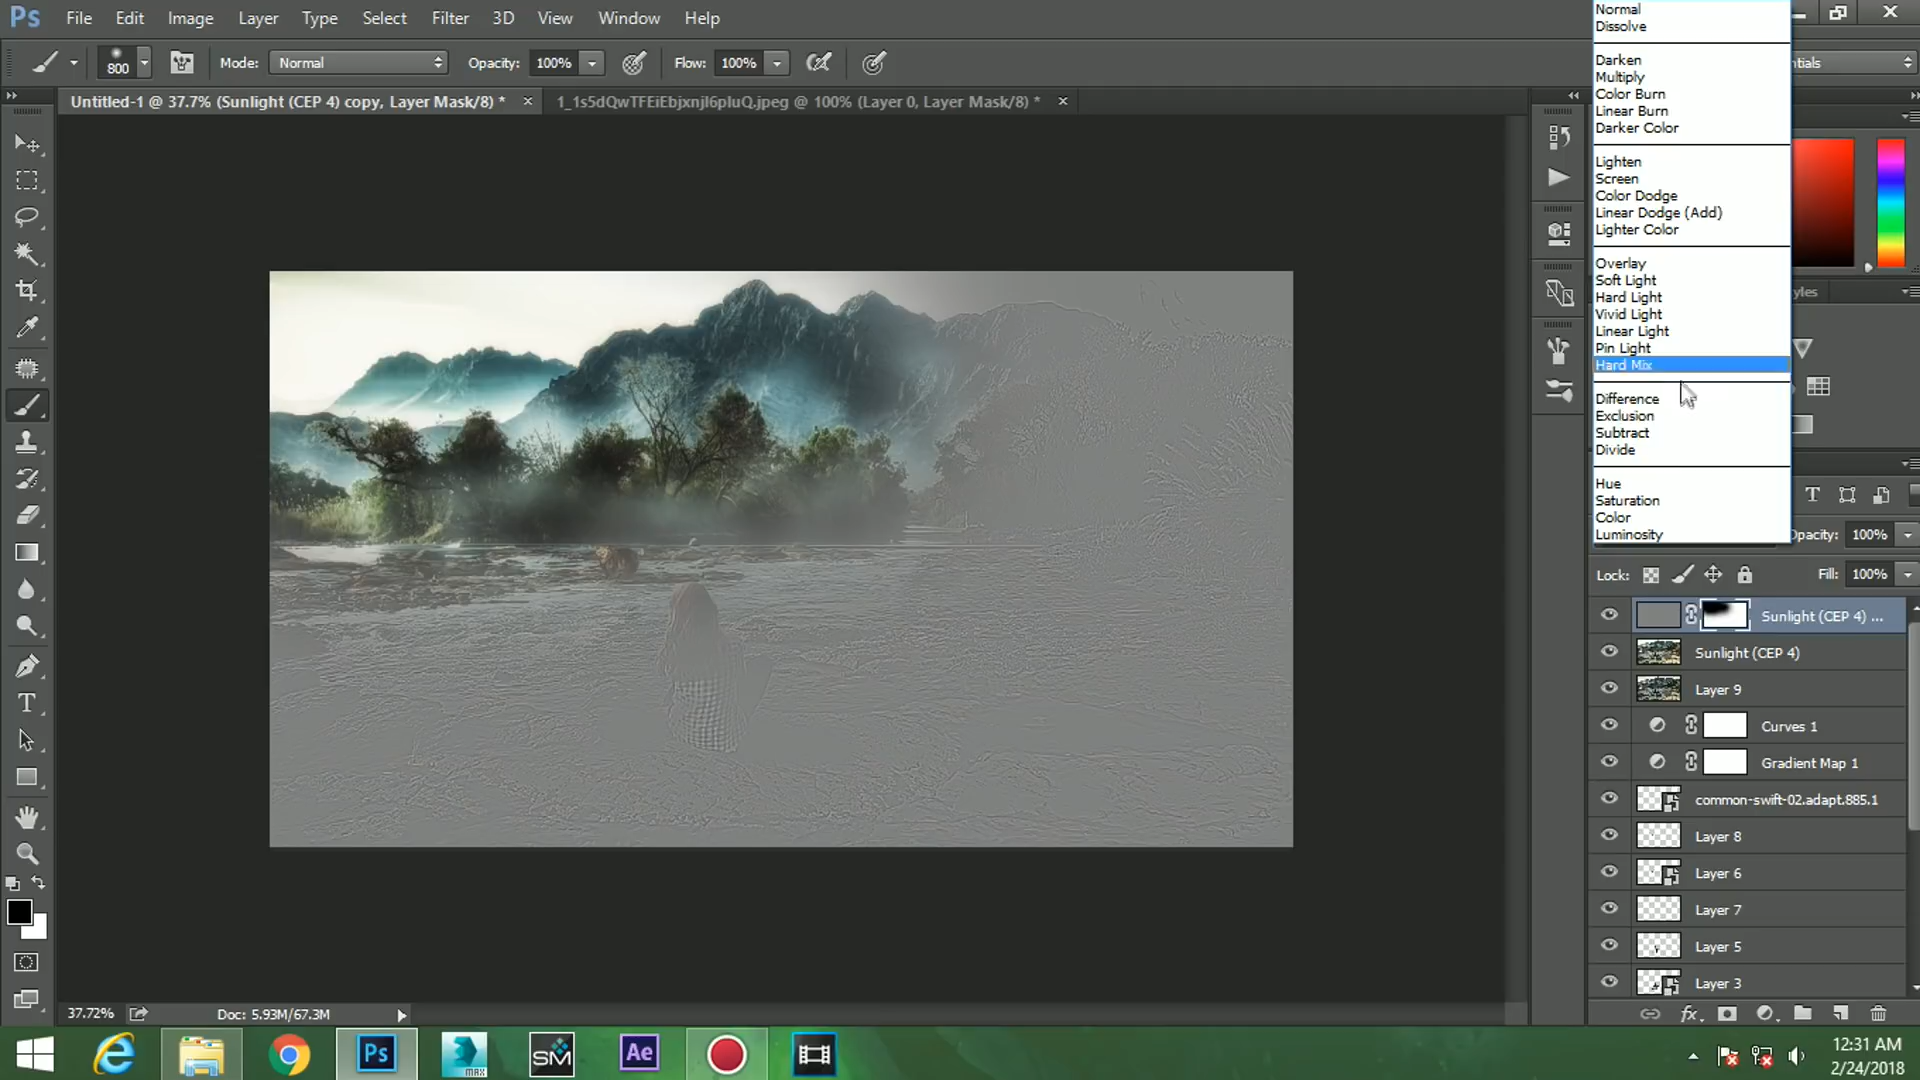 Ps File Edit Image Layer Type Select Filter 3D View Window Help
800 Mode: Normal Opacity: 100% Flow: 100%
Untitled-1 @ 37.7% (Sunlight (CEP 4) copy, Layer Mask/8) *
1_1s5dQwTFEiEbjxnjl6pluQ.jpeg @ 100% (Layer 0, Layer Mask/8) *
Normal
Dissolve
Darken
Multiply
Color Burn
Linear Burn
Darker Color
Lighten
Screen
Color Dodge
Linear Dodge (Add)
Lighter Color
Overlay
Soft Light
Hard Light
Vivid Light
Linear Light
Pin Light
Hard Mix
Difference
Exclusion
Subtract
Divide
Hue
Saturation
Color
Luminosity
ntials
yles
Opacity: 100%
Lock: Fill: 100%
Sunlight (CEP 4) ...
Sunlight (CEP 4)
Layer 9
Curves 1
Gradient Map 1
common-swift-02.adapt.885.1
Layer 8
Layer 6
Layer 7
Layer 5
Layer 3
fx
T
T
37.72% Doc: 5.93M/67.3M
Ps
MAX
SM
Ae
12:31 AM
2/24/2018